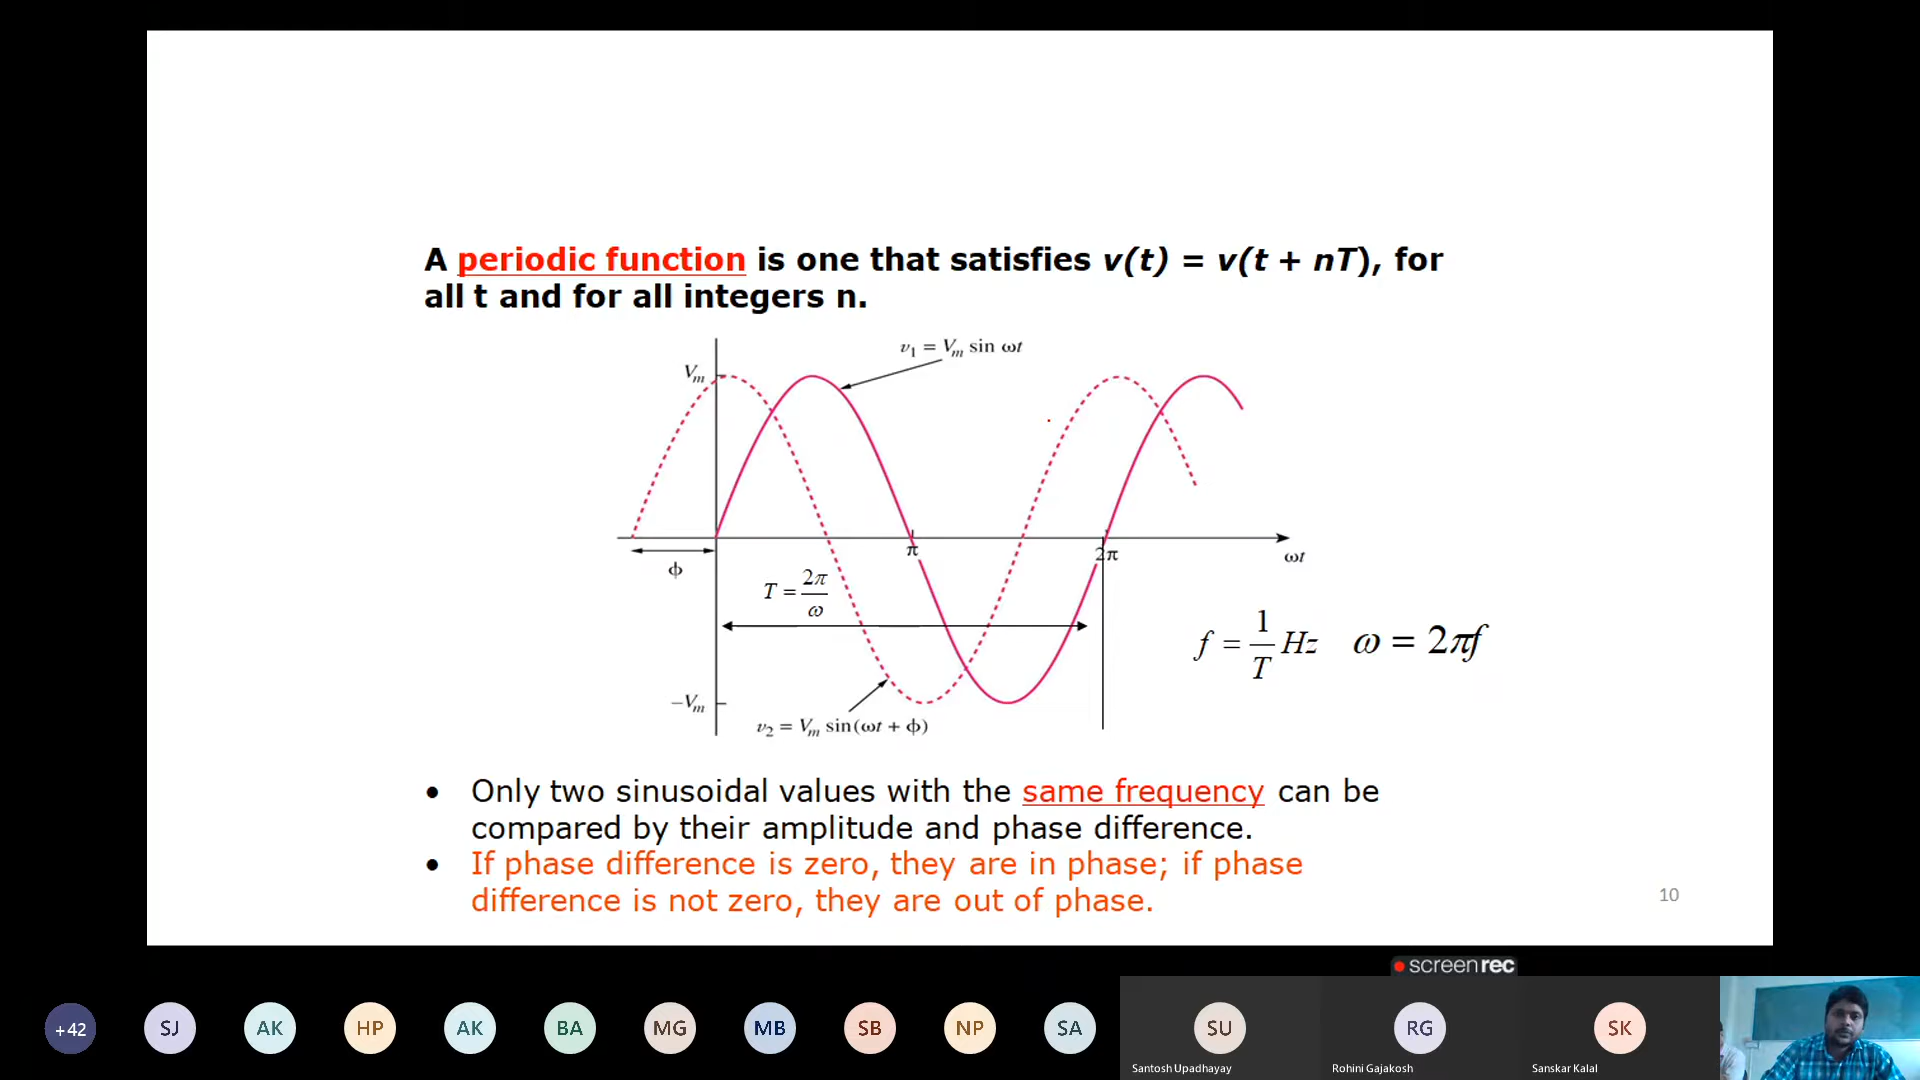 A periodic function is one that satisfies v(t) = v(t + nT), for
all t and for all integers n.
v₁ = Vₘ sin ωt
Vₘ
π
2π
ωt
ϕ
T = 2π/ω
f = 1/T Hz ω = 2πf
−Vₘ
v₂ = Vₘ sin(ωt + ϕ)
• Only two sinusoidal values with the same frequency can be
compared by their amplitude and phase difference.
• If phase difference is zero, they are in phase; if phase
difference is not zero, they are out of phase.
10
screenrec
+42
SJ
AK
HP
AK
BA
MG
MB
SB
NP
SA
SU
RG
SK
Santosh Upadhayay
Rohini Gajakosh
Sanskar Kalal